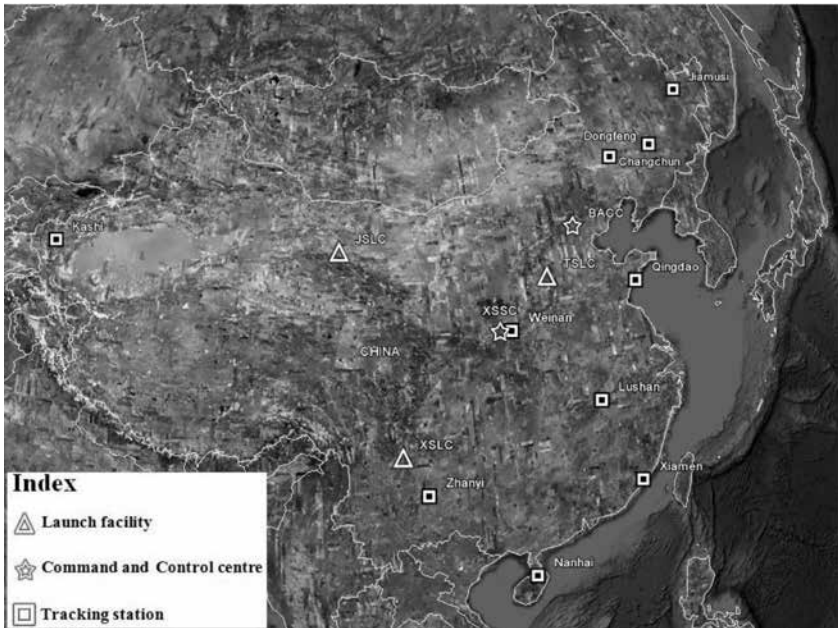 Jiamusi
Dongfeng
Changchun
BACC
Kashi
JSLC
TSLC
Qingdao
XSSC
Weinan
CHINA
Lushan
XSLC
Xiamen
Zhanyi
Nanhai
Index
Launch facility
Command and Control centre
Tracking station